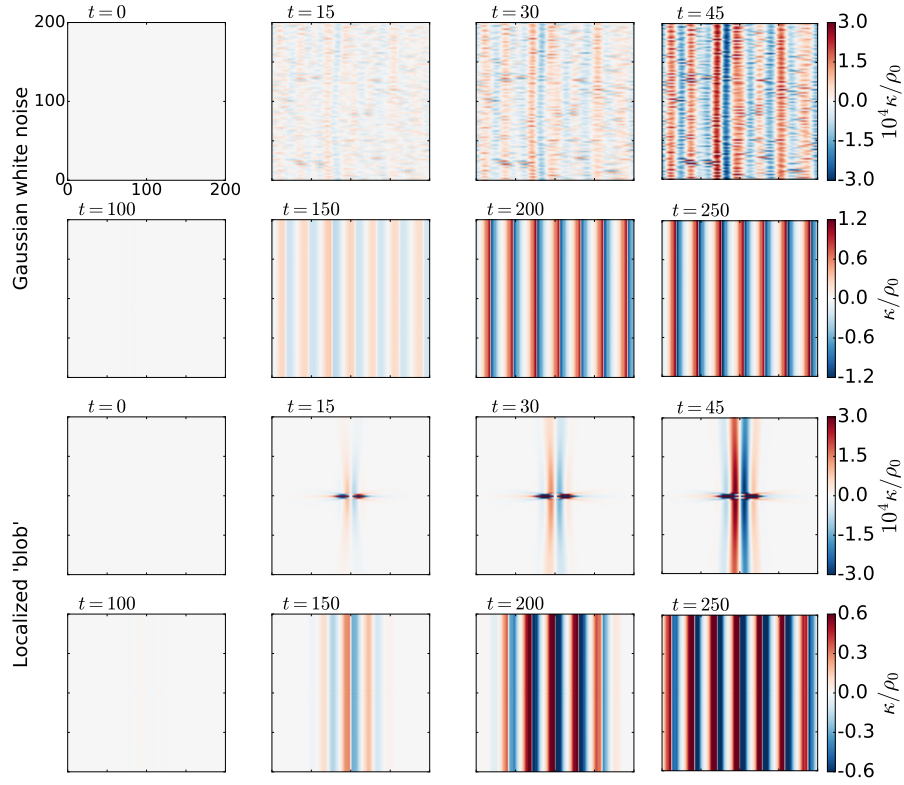 Gaussian white noise
t = 0
t = 15
t = 30
t = 45
200
100
0
0
100
200
3.0
1.5
0.0
-1.5
-3.0
10⁴κ/ρ₀
t = 100
t = 150
t = 200
t = 250
1.2
0.6
0.0
-0.6
-1.2
κ/ρ₀
Localized 'blob'
t = 0
t = 15
t = 30
t = 45
3.0
1.5
0.0
-1.5
-3.0
10⁴κ/ρ₀
t = 100
t = 150
t = 200
t = 250
0.6
0.3
0.0
-0.3
-0.6
κ/ρ₀